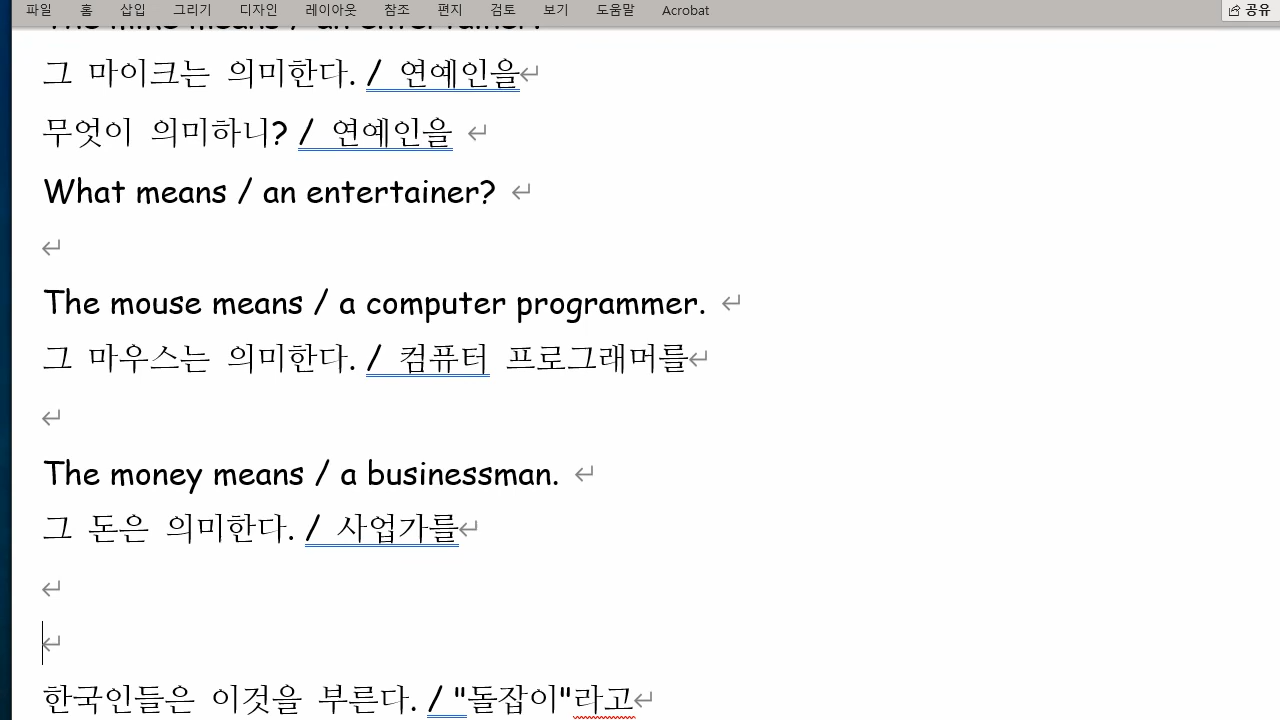 파일 홈 삽입 그리기 디자인 레이아웃 참조 편지 검토 보기 도움말 Acrobat 공유
The mike means / an entertainer.
그 마이크는 의미한다. / 연예인을
무엇이 의미하니? / 연예인을
What means / an entertainer?
The mouse means / a computer programmer.
그 마우스는 의미한다. / 컴퓨터 프로그래머를
The money means / a businessman.
그 돈은 의미한다. / 사업가를
한국인들은 이것을 부른다. / "돌잡이"라고